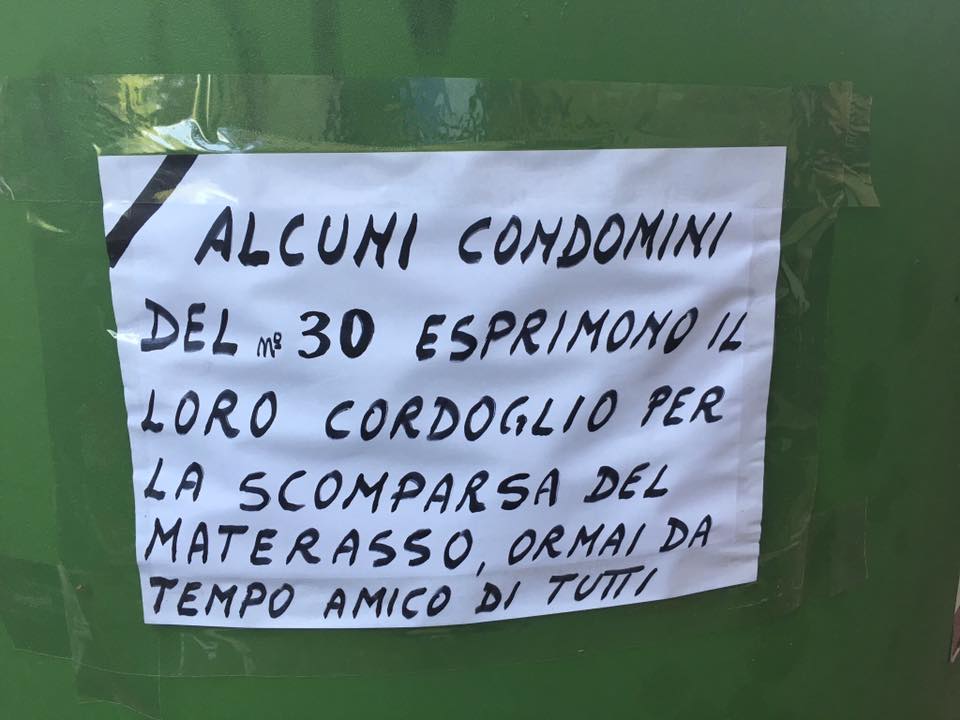 ALCUNI CONDOMINI
DEL nº 30 ESPRIMONO IL
LORO CORDOGLIO PER
LA SCOMPARSA DEL
MATERASSO, ORMAI DA
TEMPO AMICO DI TUTTI